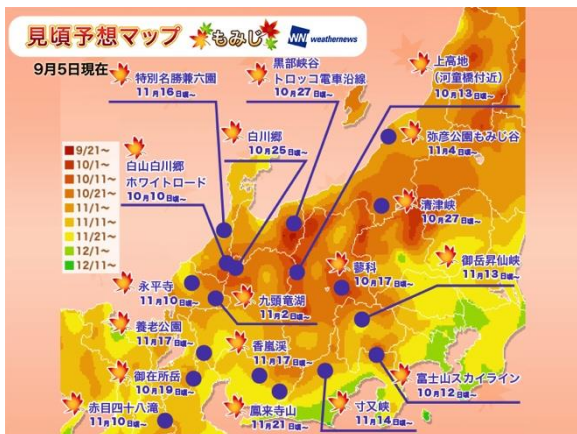 見頃予想マップ もみじ WNI weathernews
9月5日現在
特別名勝兼六園
11月16日頃~
黒部峡谷
トロッコ電車沿線
10月27日頃~
上高地
(河童橋付近)
10月13日頃~
白川郷
10月25日頃~
弥彦公園もみじ谷
11月4日頃~
9/21~
10/1~
10/11~
10/21~
11/1~
11/11~
11/21~
12/1~
12/11~
白山白川郷
ホワイトロード
10月10日頃~
清津峡
10月27日頃~
御岳昇仙峡
11月13日頃~
蓼科
10月17日頃~
永平寺
11月10日頃~
九頭竜湖
11月2日頃~
養老公園
11月17日頃~
香嵐渓
11月17日頃~
御在所岳
10月19日頃~
富士山スカイライン
10月12日頃~
赤目四十八滝
11月10日頃~
鳳来寺山
11月21日頃~
寸又峡
11月14日頃~